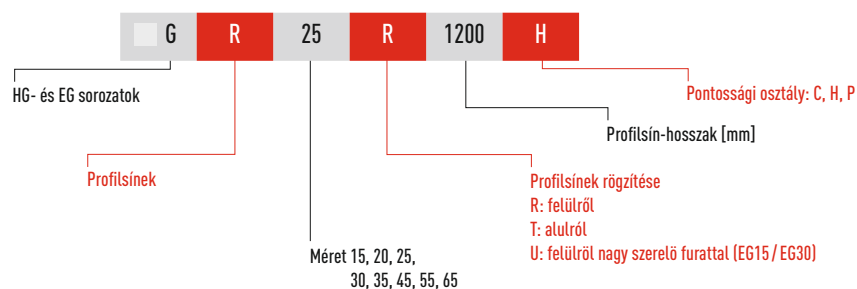 G R 25 R 1200 H
HG- és EG sorozatok
Pontossági osztály: C, H, P
Profilsín-hosszak [mm]
Profilsínek
Profilsínek rögzítése
R: felülről
T: alulról
U: felülröl nagy szerelö furattal (EG15 / EG30)
Méret 15, 20, 25,
30, 35, 45, 55, 65